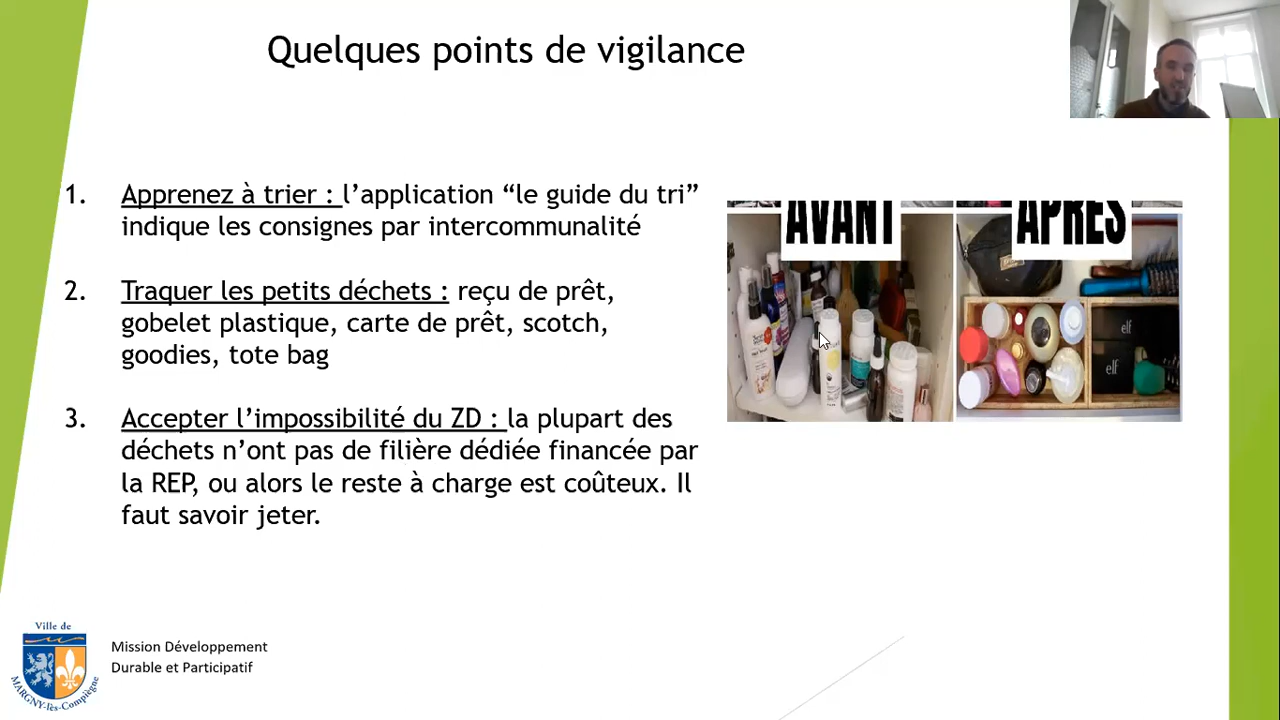 Quelques points de vigilance
1. Apprenez à trier : l’application “le guide du tri”
indique les consignes par intercommunalité
2. Traquer les petits déchets : reçu de prêt,
gobelet plastique, carte de prêt, scotch,
goodies, tote bag
3. Accepter l’impossibilité du ZD : la plupart des
déchets n’ont pas de filière dédiée financée par
la REP, ou alors le reste à charge est coûteux. Il
faut savoir jeter.
AVANT
APRÈS
elf
elf
Ville de
MARGNY-lès-Compiègne
Mission Développement
Durable et Participatif